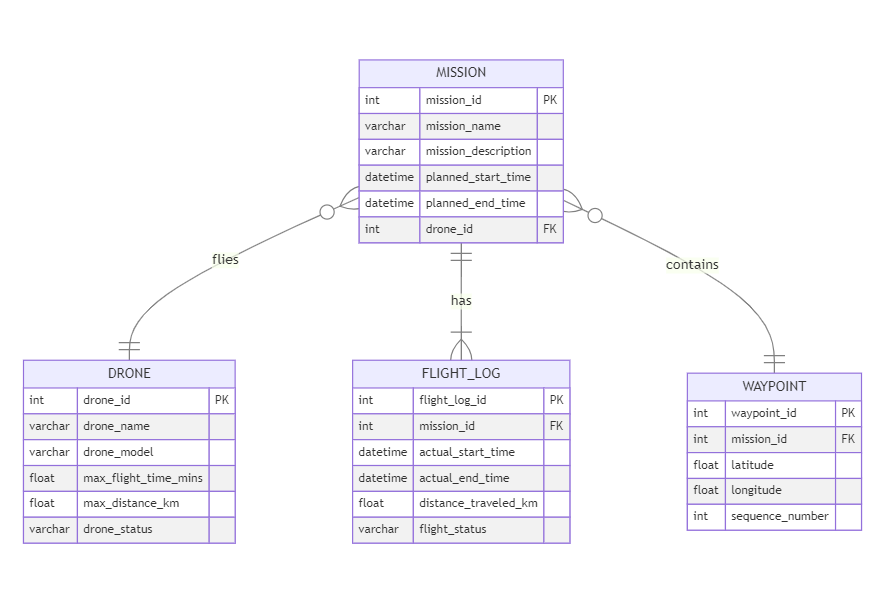 MISSION
int mission_id PK
varchar mission_name
varchar mission_description
datetime planned_start_time
datetime planned_end_time
int drone_id FK
flies
contains
has
DRONE
int drone_id PK
varchar drone_name
varchar drone_model
float max_flight_time_mins
float max_distance_km
varchar drone_status
FLIGHT_LOG
int flight_log_id PK
int mission_id FK
datetime actual_start_time
datetime actual_end_time
float distance_traveled_km
varchar flight_status
WAYPOINT
int waypoint_id PK
int mission_id FK
float latitude
float longitude
int sequence_number